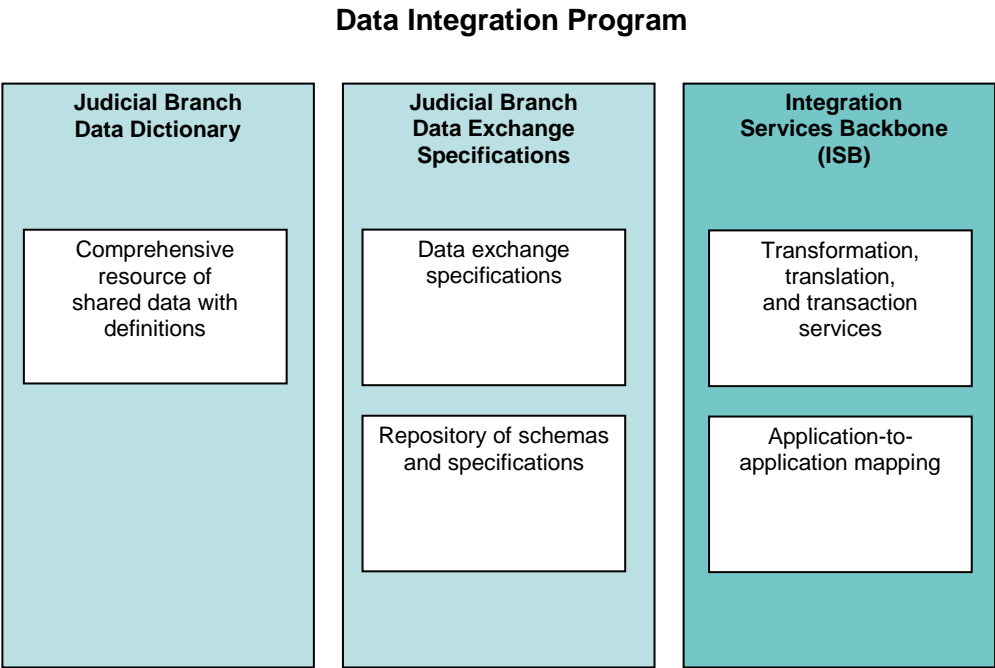 Data Integration Program
Judicial Branch
Data Dictionary
Comprehensive
resource of
shared data with
definitions
Judicial Branch
Data Exchange
Specifications
Data exchange
specifications
Repository of schemas
and specifications
Integration
Services Backbone
(ISB)
Transformation,
translation,
and transaction
services
Application-to-
application mapping